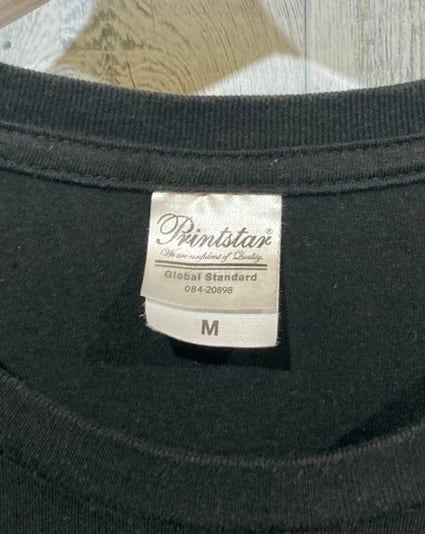 Printstar®
We are confident of Quality.
Global Standard
084-20898
M